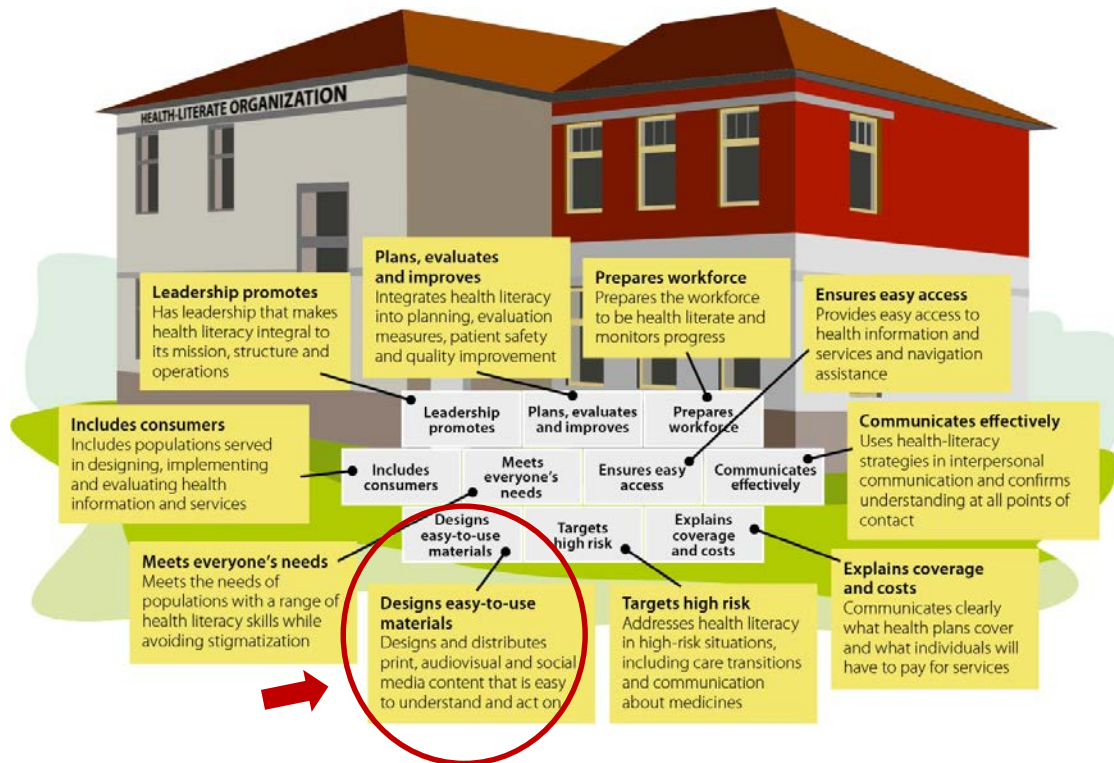 HEALTH-LITERATE ORGANIZATION
Plans, evaluates
and improves
Integrates health literacy
into planning, evaluation
measures, patient safety
and quality improvement
Leadership promotes
Has leadership that makes
health literacy integral to
its mission, structure and
operations
Prepares workforce
Prepares the workforce
to be health literate and
monitors progress
Ensures easy access
Provides easy access to
health information and
services and navigation
assistance
Includes consumers
Includes populations served
in designing, implementing
and evaluating health
information and services
Leadership
promotes
Plans, evaluates
and improves
Prepares
workforce
Communicates effectively
Uses health-literacy
strategies in interpersonal
communication and confirms
understanding at all points of
contact
Includes
consumers
Meets
everyone's
needs
Ensures easy
access
Communicates
effectively
Designs
easy-to-use
materials
Targets
high risk
Explains
coverage
and costs
Meets everyone's needs
Meets the needs of
populations with a range of
health literacy skills while
avoiding stigmatization
Designs easy-to-use
materials
Designs and distributes
print, audiovisual and social
media content that is easy
to understand and act on
Targets high risk
Addresses health literacy
in high-risk situations,
including care transitions
and communication
about medicines
Explains coverage
and costs
Communicates clearly
what health plans cover
and what individuals will
have to pay for services